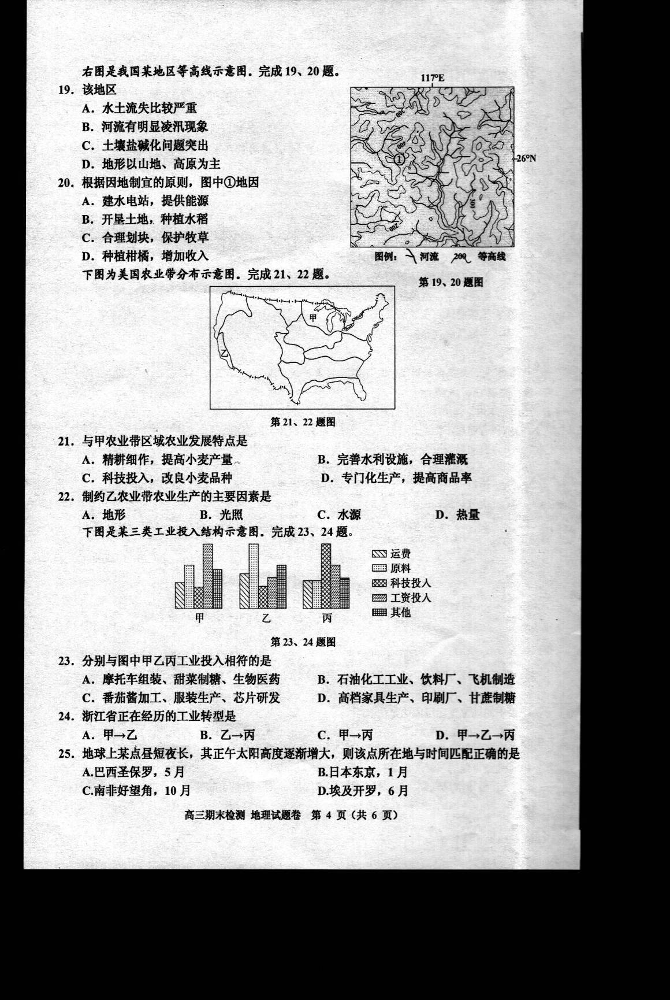 右图是我国某地区等高线示意图。完成19、20题。
19．该地区
A．水土流失比较严重
B．河流有明显凌汛现象
C．土壤盐碱化问题突出
D．地形以山地、高原为主
20．根据因地制宜的原则，图中①地因
A．建水电站，提供能源
B．开垦土地，种植水稻
C．合理划块，保护牧草
D．种植柑橘，增加收入
117°E
300
400
①
26°N
300
200
图例： 河流 200 等高线
第19、20题图
下图为美国农业带分布示意图。完成21、22题。
甲
乙
第21、22题图
21．与甲农业带区域农业发展特点是
A．精耕细作，提高小麦产量 B．完善水利设施，合理灌溉
C．科技投入，改良小麦品种 D．专门化生产，提高商品率
22．制约乙农业带农业生产的主要因素是
A．地形 B．光照 C．水源 D．热量
下图是某三类工业投入结构示意图。完成23、24题。
运费
原料
科技投入
工资投入
其他
甲 乙 丙
第23、24题图
23．分别与图中甲乙丙工业投入相符的是
A．摩托车组装、甜菜制糖、生物医药 B．石油化工工业、饮料厂、飞机制造
C．番茄酱加工、服装生产、芯片研发 D．高档家具生产、印刷厂、甘蔗制糖
24．浙江省正在经历的工业转型是
A．甲→乙 B．乙→丙 C．甲→丙 D．甲→乙→丙
25．地球上某点昼短夜长，其正午太阳高度逐渐增大，则该点所在地与时间匹配正确的是
A.巴西圣保罗，5月 B.日本东京，1月
C.南非好望角，10月 D.埃及开罗，6月
高三期末检测 地理试题卷 第 4 页（共 6 页）